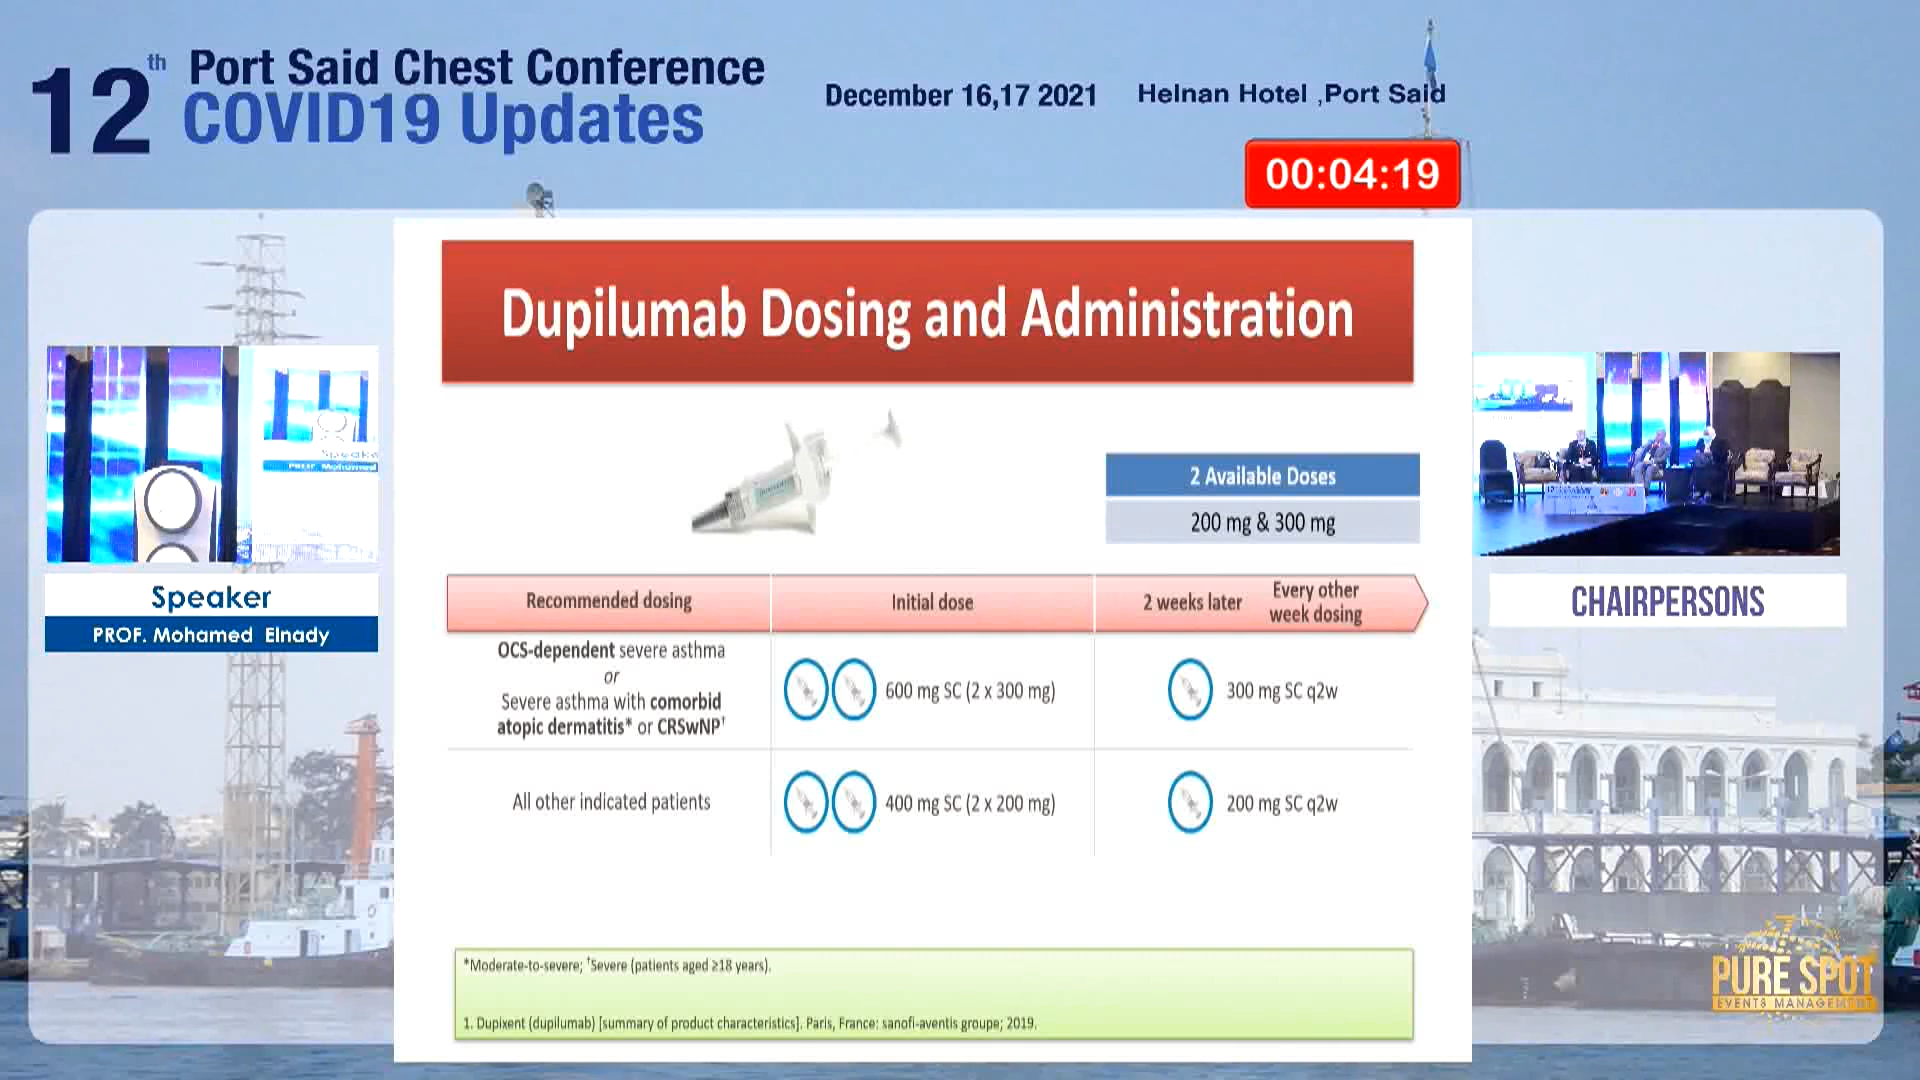 12th Port Said Chest Conference
COVID19 Updates
December 16,17 2021
Helnan Hotel ,Port Said
00:04:19
Dupilumab Dosing and Administration
2 Available Doses
200 mg & 300 mg
Recommended dosing
Initial dose
2 weeks later
Every other
week dosing
OCS-dependent severe asthma
or
Severe asthma with comorbid
atopic dermatitis* or CRSwNP†
600 mg SC (2 x 300 mg)
300 mg SC q2w
All other indicated patients
400 mg SC (2 x 200 mg)
200 mg SC q2w
*Moderate-to-severe; †Severe (patients aged ≥18 years).
1. Dupixent (dupilumab) [summary of product characteristics]. Paris, France: sanofi-aventis groupe; 2019.
Speaker
PROF. Mohamed Elnady
CHAIRPERSONS
PURE SPOT
EVENTS MANAGEMENT